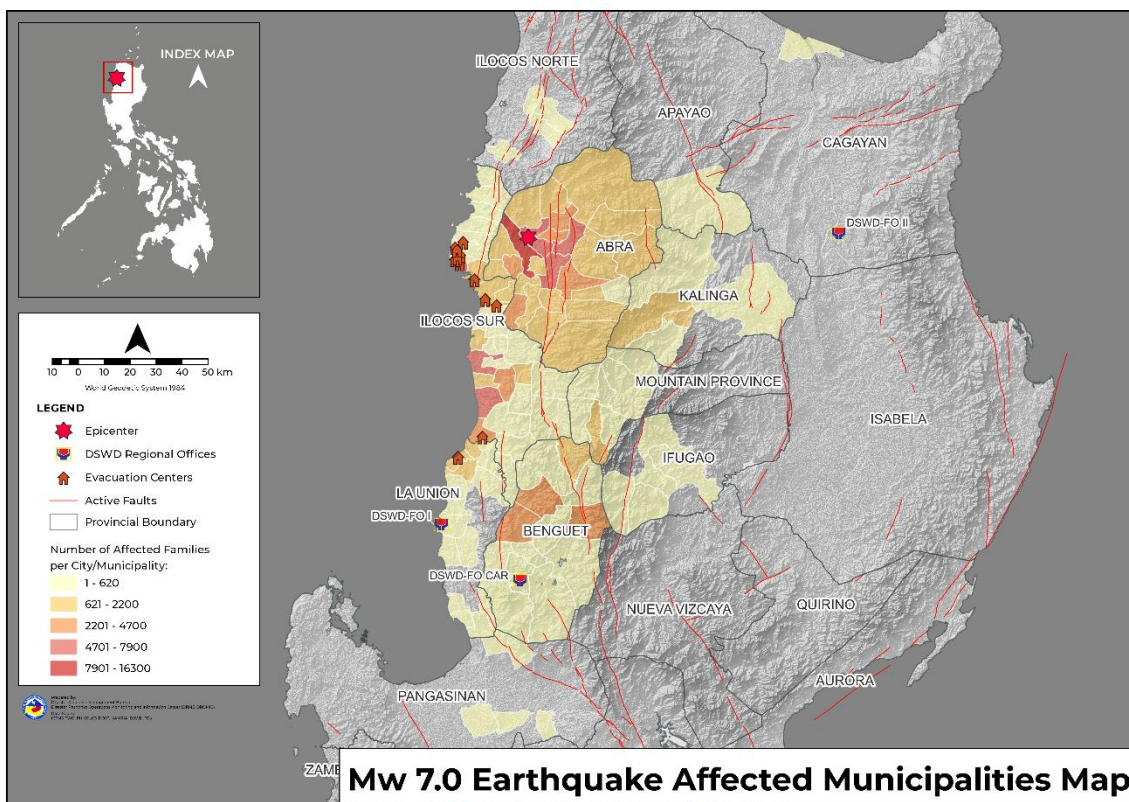 INDEX MAP
10 0 10 20 30 40 50 km
World Geodetic System 1984
LEGEND
Epicenter
DSWD Regional Offices
Evacuation Centers
Active Faults
Provincial Boundary
Number of Affected Families
per City/Municipality:
1 - 620
621 - 2200
2201 - 4700
4701 - 7900
7901 - 16300
Prepared By:
ILOCOS NORTE
APAYAO
CAGAYAN
DSWD-FO II
ABRA
KALINGA
ILOCOS SUR
MOUNTAIN PROVINCE
ISABELA
IFUGAO
LA UNION
DSWD-FO I
BENGUET
DSWD-FO CAR
NUEVA VIZCAYA
QUIRINO
AURORA
PANGASINAN
ZAMB
Mw 7.0 Earthquake Affected Municipalities Map